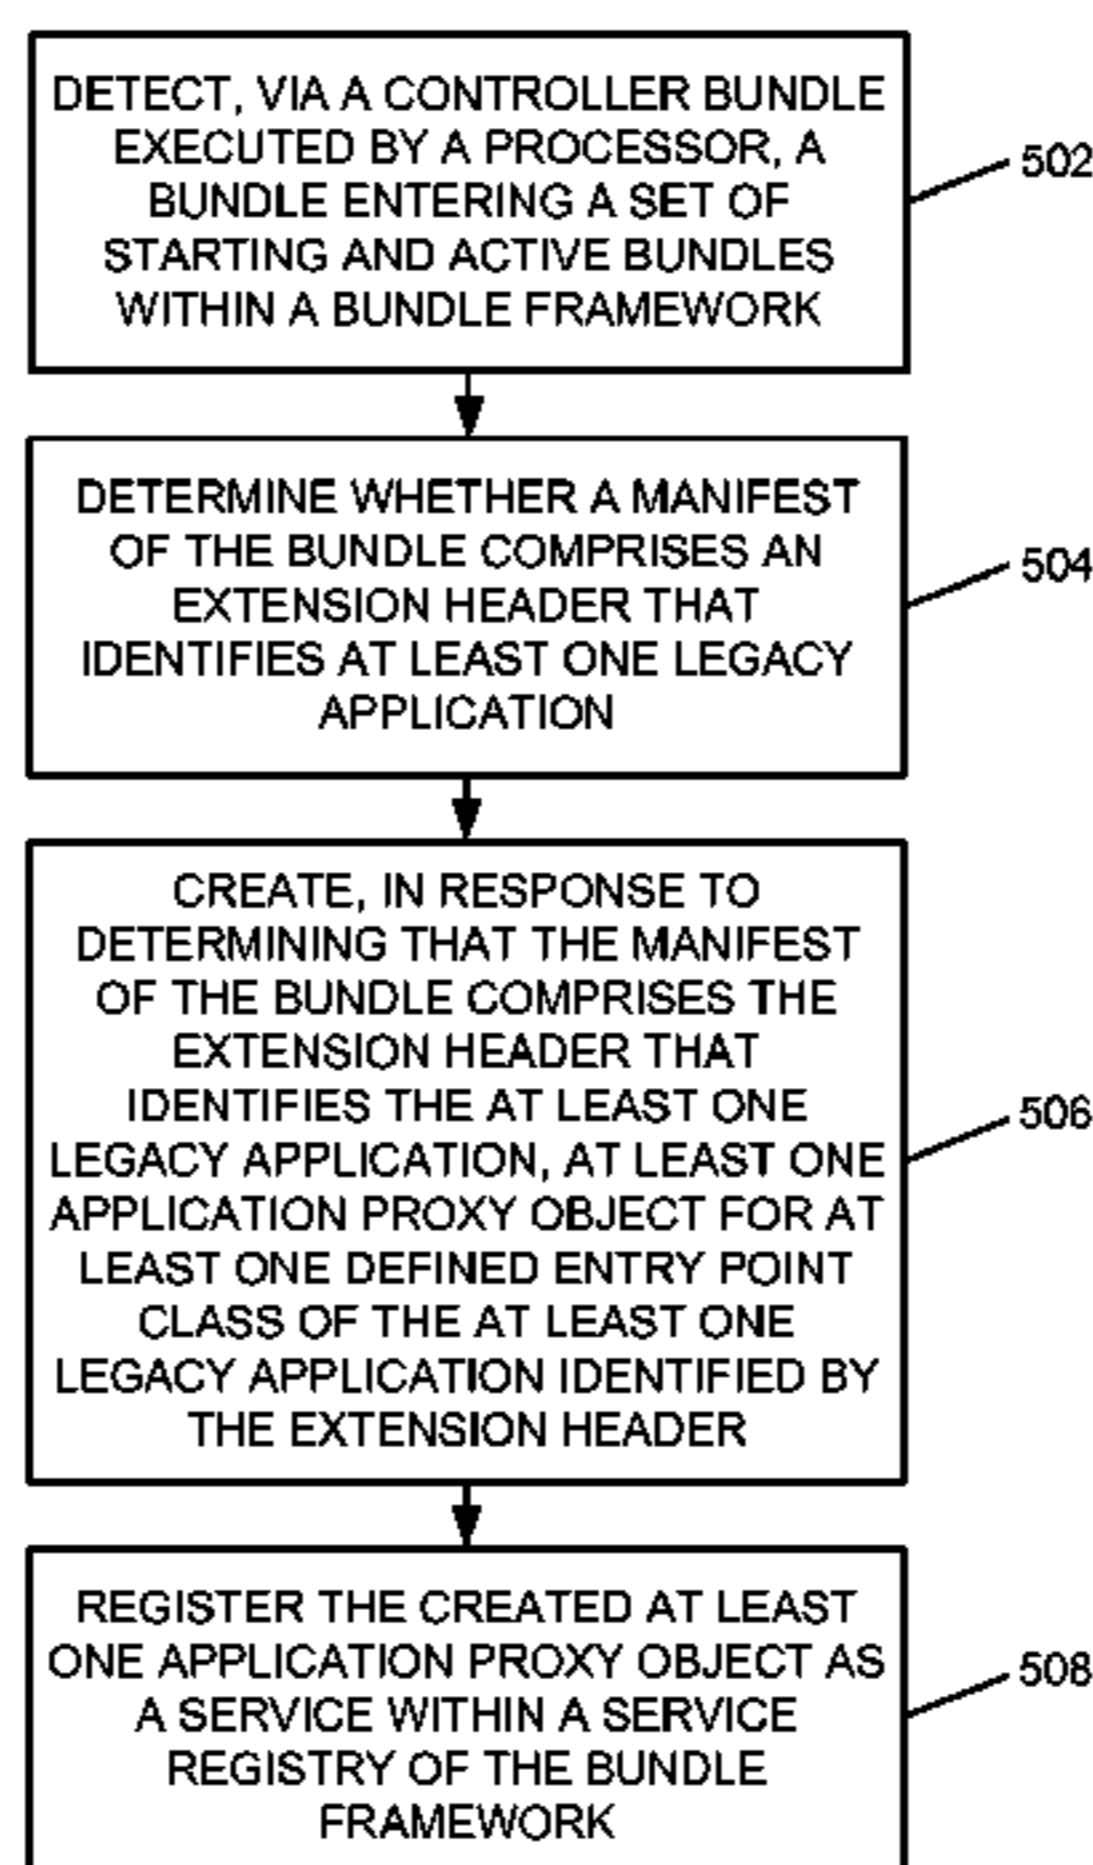 DETECT, VIA A CONTROLLER BUNDLE
EXECUTED BY A PROCESSOR, A
BUNDLE ENTERING A SET OF
STARTING AND ACTIVE BUNDLES
WITHIN A BUNDLE FRAMEWORK
502
DETERMINE WHETHER A MANIFEST
OF THE BUNDLE COMPRISES AN
EXTENSION HEADER THAT
IDENTIFIES AT LEAST ONE LEGACY
APPLICATION
504
CREATE, IN RESPONSE TO
DETERMINING THAT THE MANIFEST
OF THE BUNDLE COMPRISES THE
EXTENSION HEADER THAT
IDENTIFIES THE AT LEAST ONE
LEGACY APPLICATION, AT LEAST ONE
APPLICATION PROXY OBJECT FOR AT
LEAST ONE DEFINED ENTRY POINT
CLASS OF THE AT LEAST ONE
LEGACY APPLICATION IDENTIFIED BY
THE EXTENSION HEADER
506
REGISTER THE CREATED AT LEAST
ONE APPLICATION PROXY OBJECT AS
A SERVICE WITHIN A SERVICE
REGISTRY OF THE BUNDLE
FRAMEWORK
508